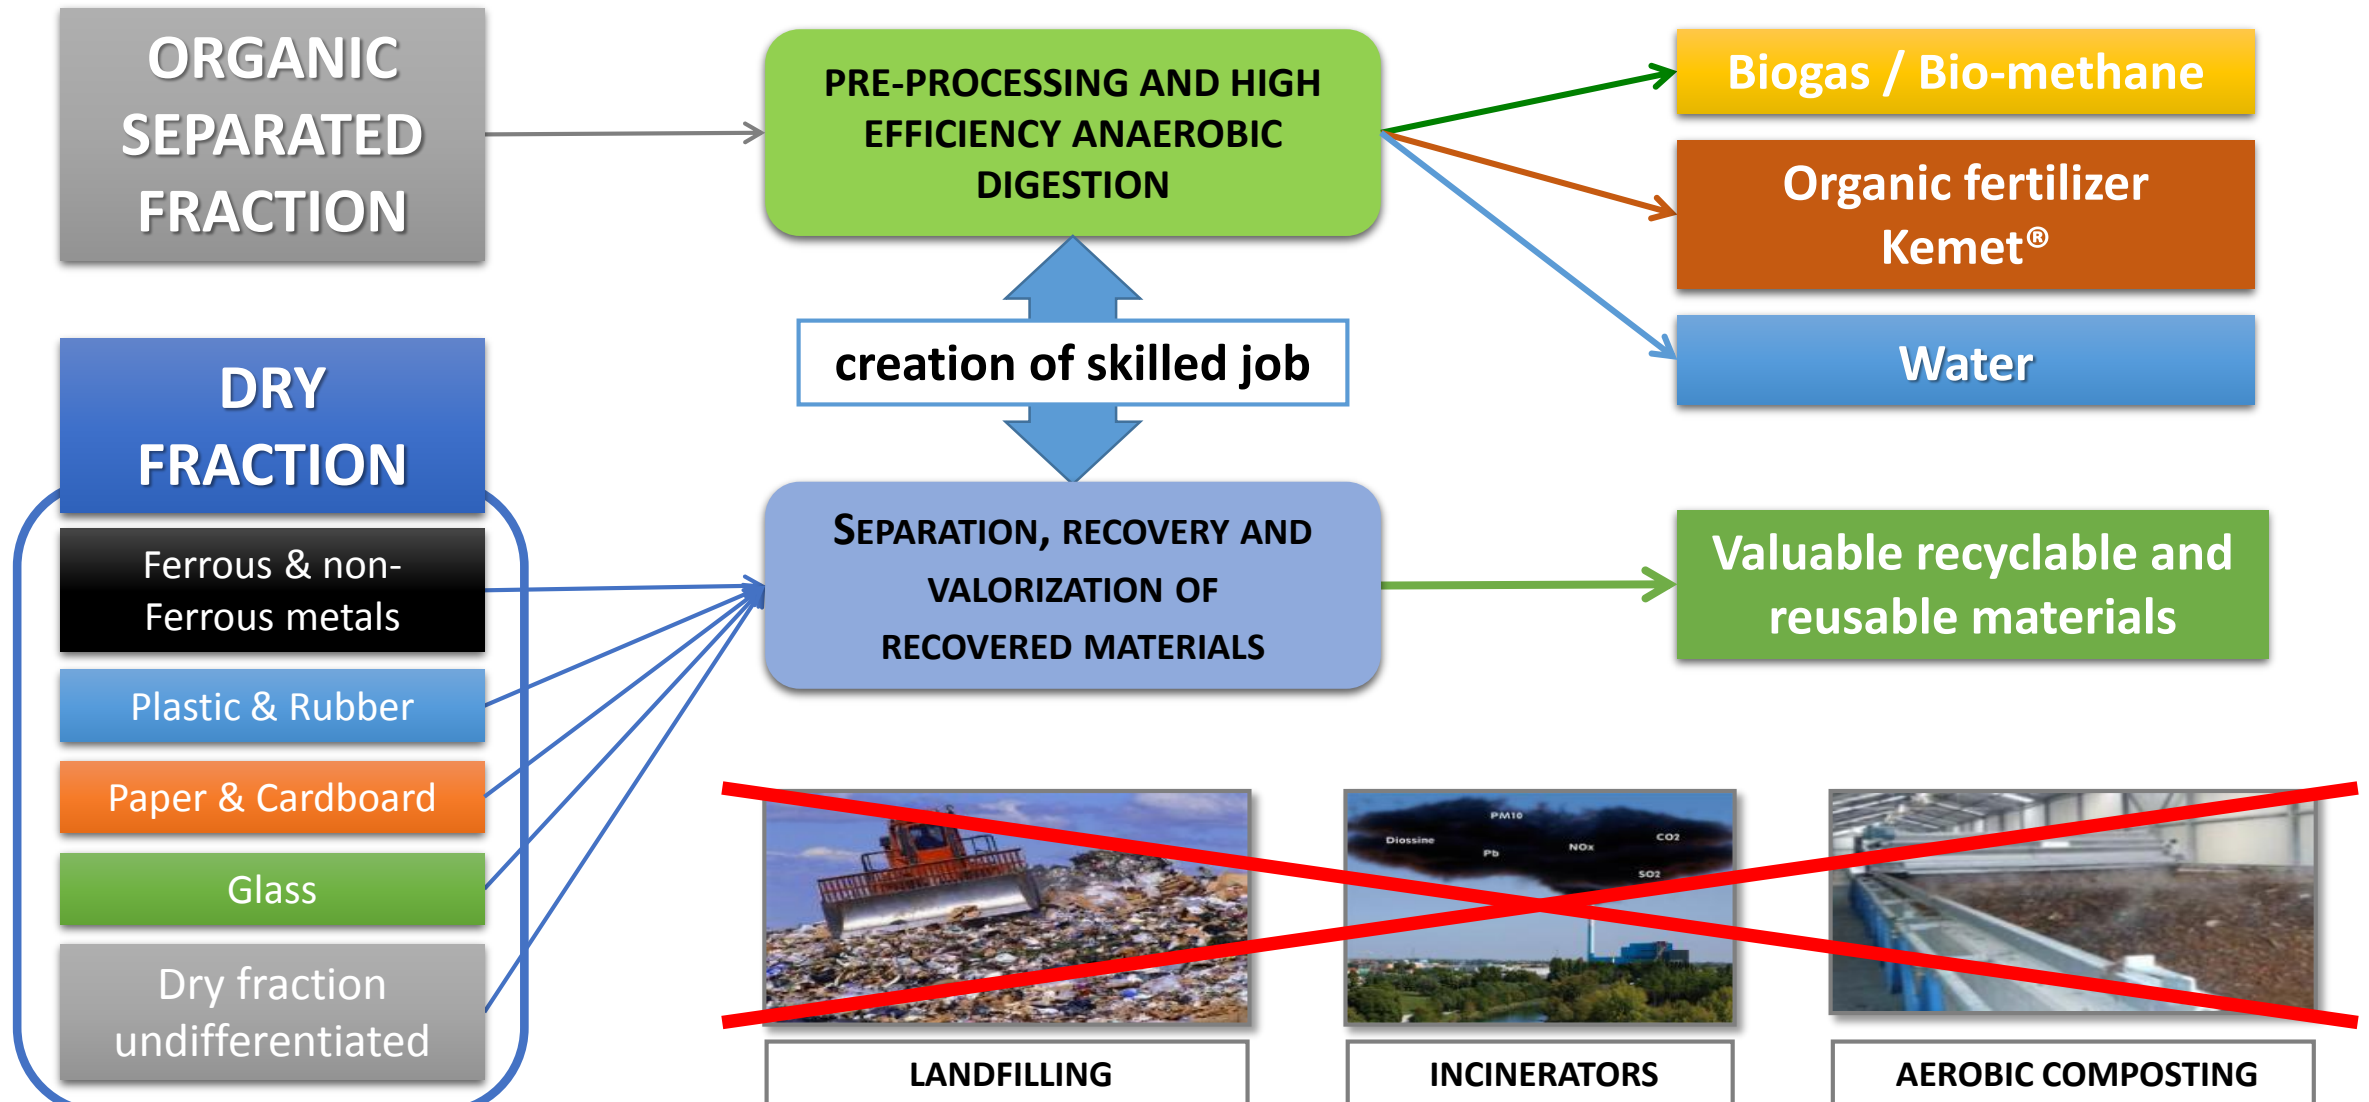 ORGANIC
SEPARATED
FRACTION
PRE-PROCESSING AND HIGH
EFFICIENCY ANAEROBIC
DIGESTION
Biogas / Bio-methane
Organic fertilizer
Kemet®
Water
creation of skilled job
DRY
FRACTION
Ferrous & non-
Ferrous metals
Plastic & Rubber
Paper & Cardboard
Glass
Dry fraction
undifferentiated
SEPARATION, RECOVERY AND
VALORIZATION OF
RECOVERED MATERIALS
Valuable recyclable and
reusable materials
PM10
Diossine
Pb
NOx
CO2
SO2
LANDFILLING
INCINERATORS
AEROBIC COMPOSTING